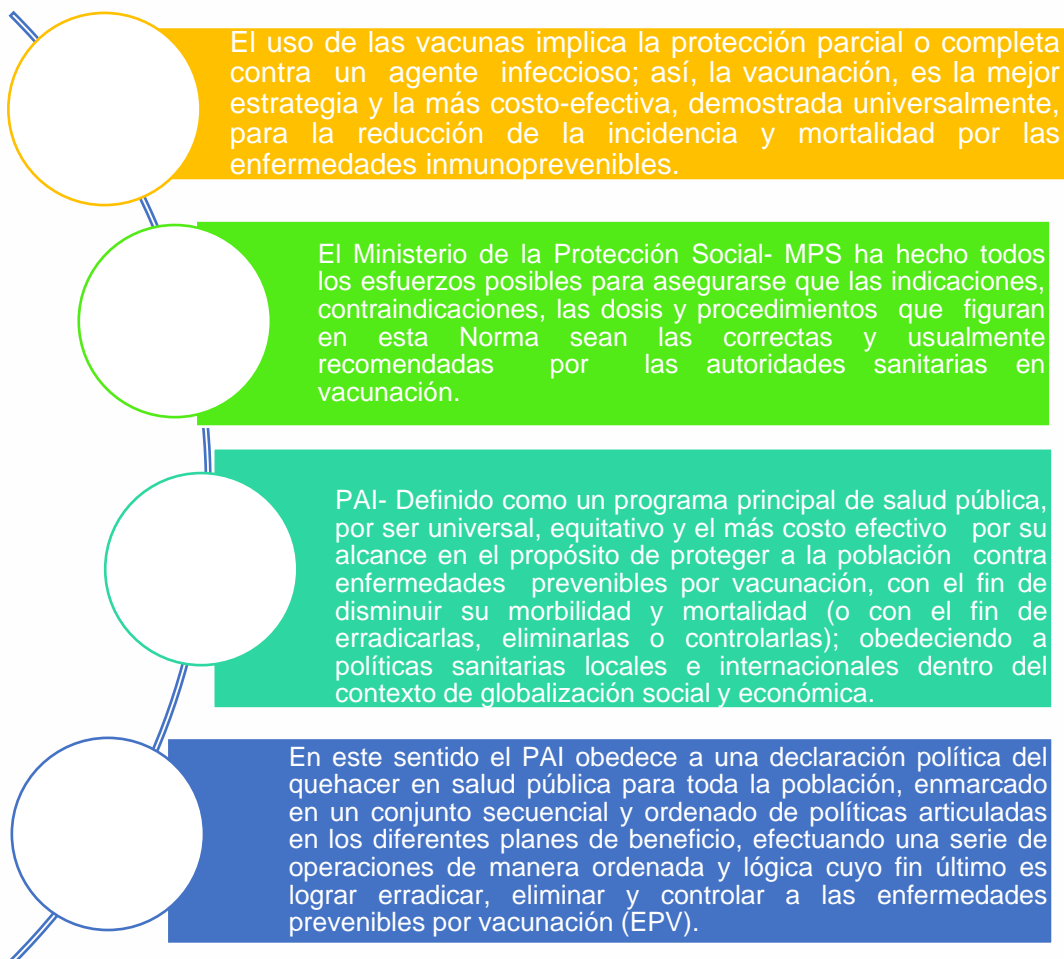 El uso de las vacunas implica la protección parcial o completa
contra un agente infeccioso; así, la vacunación, es la mejor
estrategia y la más costo-efectiva, demostrada universalmente,
para la reducción de la incidencia y mortalidad por las
enfermedades inmunoprevenibles.
El Ministerio de la Protección Social- MPS ha hecho todos
los esfuerzos posibles para asegurarse que las indicaciones,
contraindicaciones, las dosis y procedimientos que figuran
en esta Norma sean las correctas y usualmente
recomendadas por las autoridades sanitarias en
vacunación.
PAI- Definido como un programa principal de salud pública,
por ser universal, equitativo y el más costo efectivo por su
alcance en el propósito de proteger a la población contra
enfermedades prevenibles por vacunación, con el fin de
disminuir su morbilidad y mortalidad (o con el fin de
erradicarlas, eliminarlas o controlarlas); obedeciendo a
políticas sanitarias locales e internacionales dentro del
contexto de globalización social y económica.
En este sentido el PAI obedece a una declaración política del
quehacer en salud pública para toda la población, enmarcado
en un conjunto secuencial y ordenado de políticas articuladas
en los diferentes planes de beneficio, efectuando una serie de
operaciones de manera ordenada y lógica cuyo fin último es
lograr erradicar, eliminar y controlar a las enfermedades
prevenibles por vacunación (EPV).